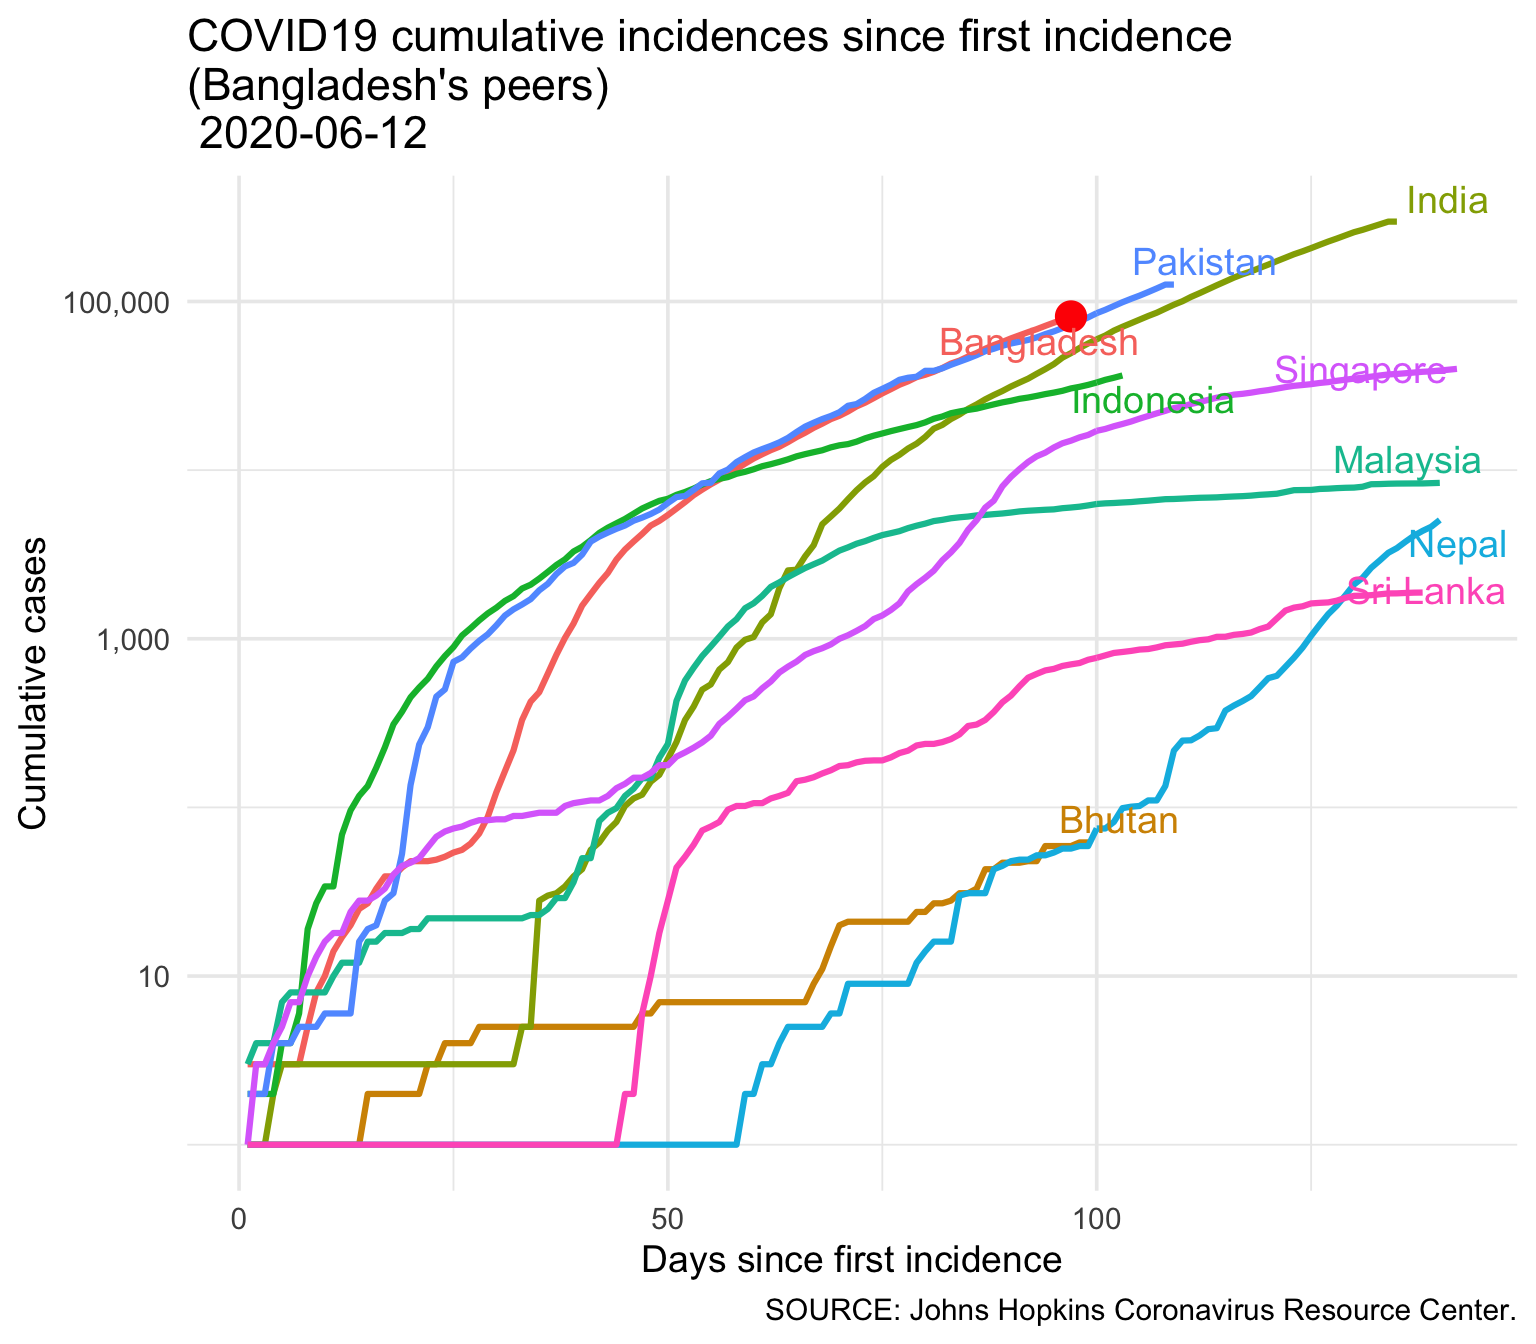 COVID19 cumulative incidences since first incidence
(Bangladesh's peers)
2020-06-12
India
Pakistan
100,000
Bangladesh
Singapore
Indonesia
Malaysia
Nepal
Sri Lanka
1,000
Cumulative cases
Bhutan
10
0
50
100
Days since first incidence
SOURCE: Johns Hopkins Coronavirus Resource Center.